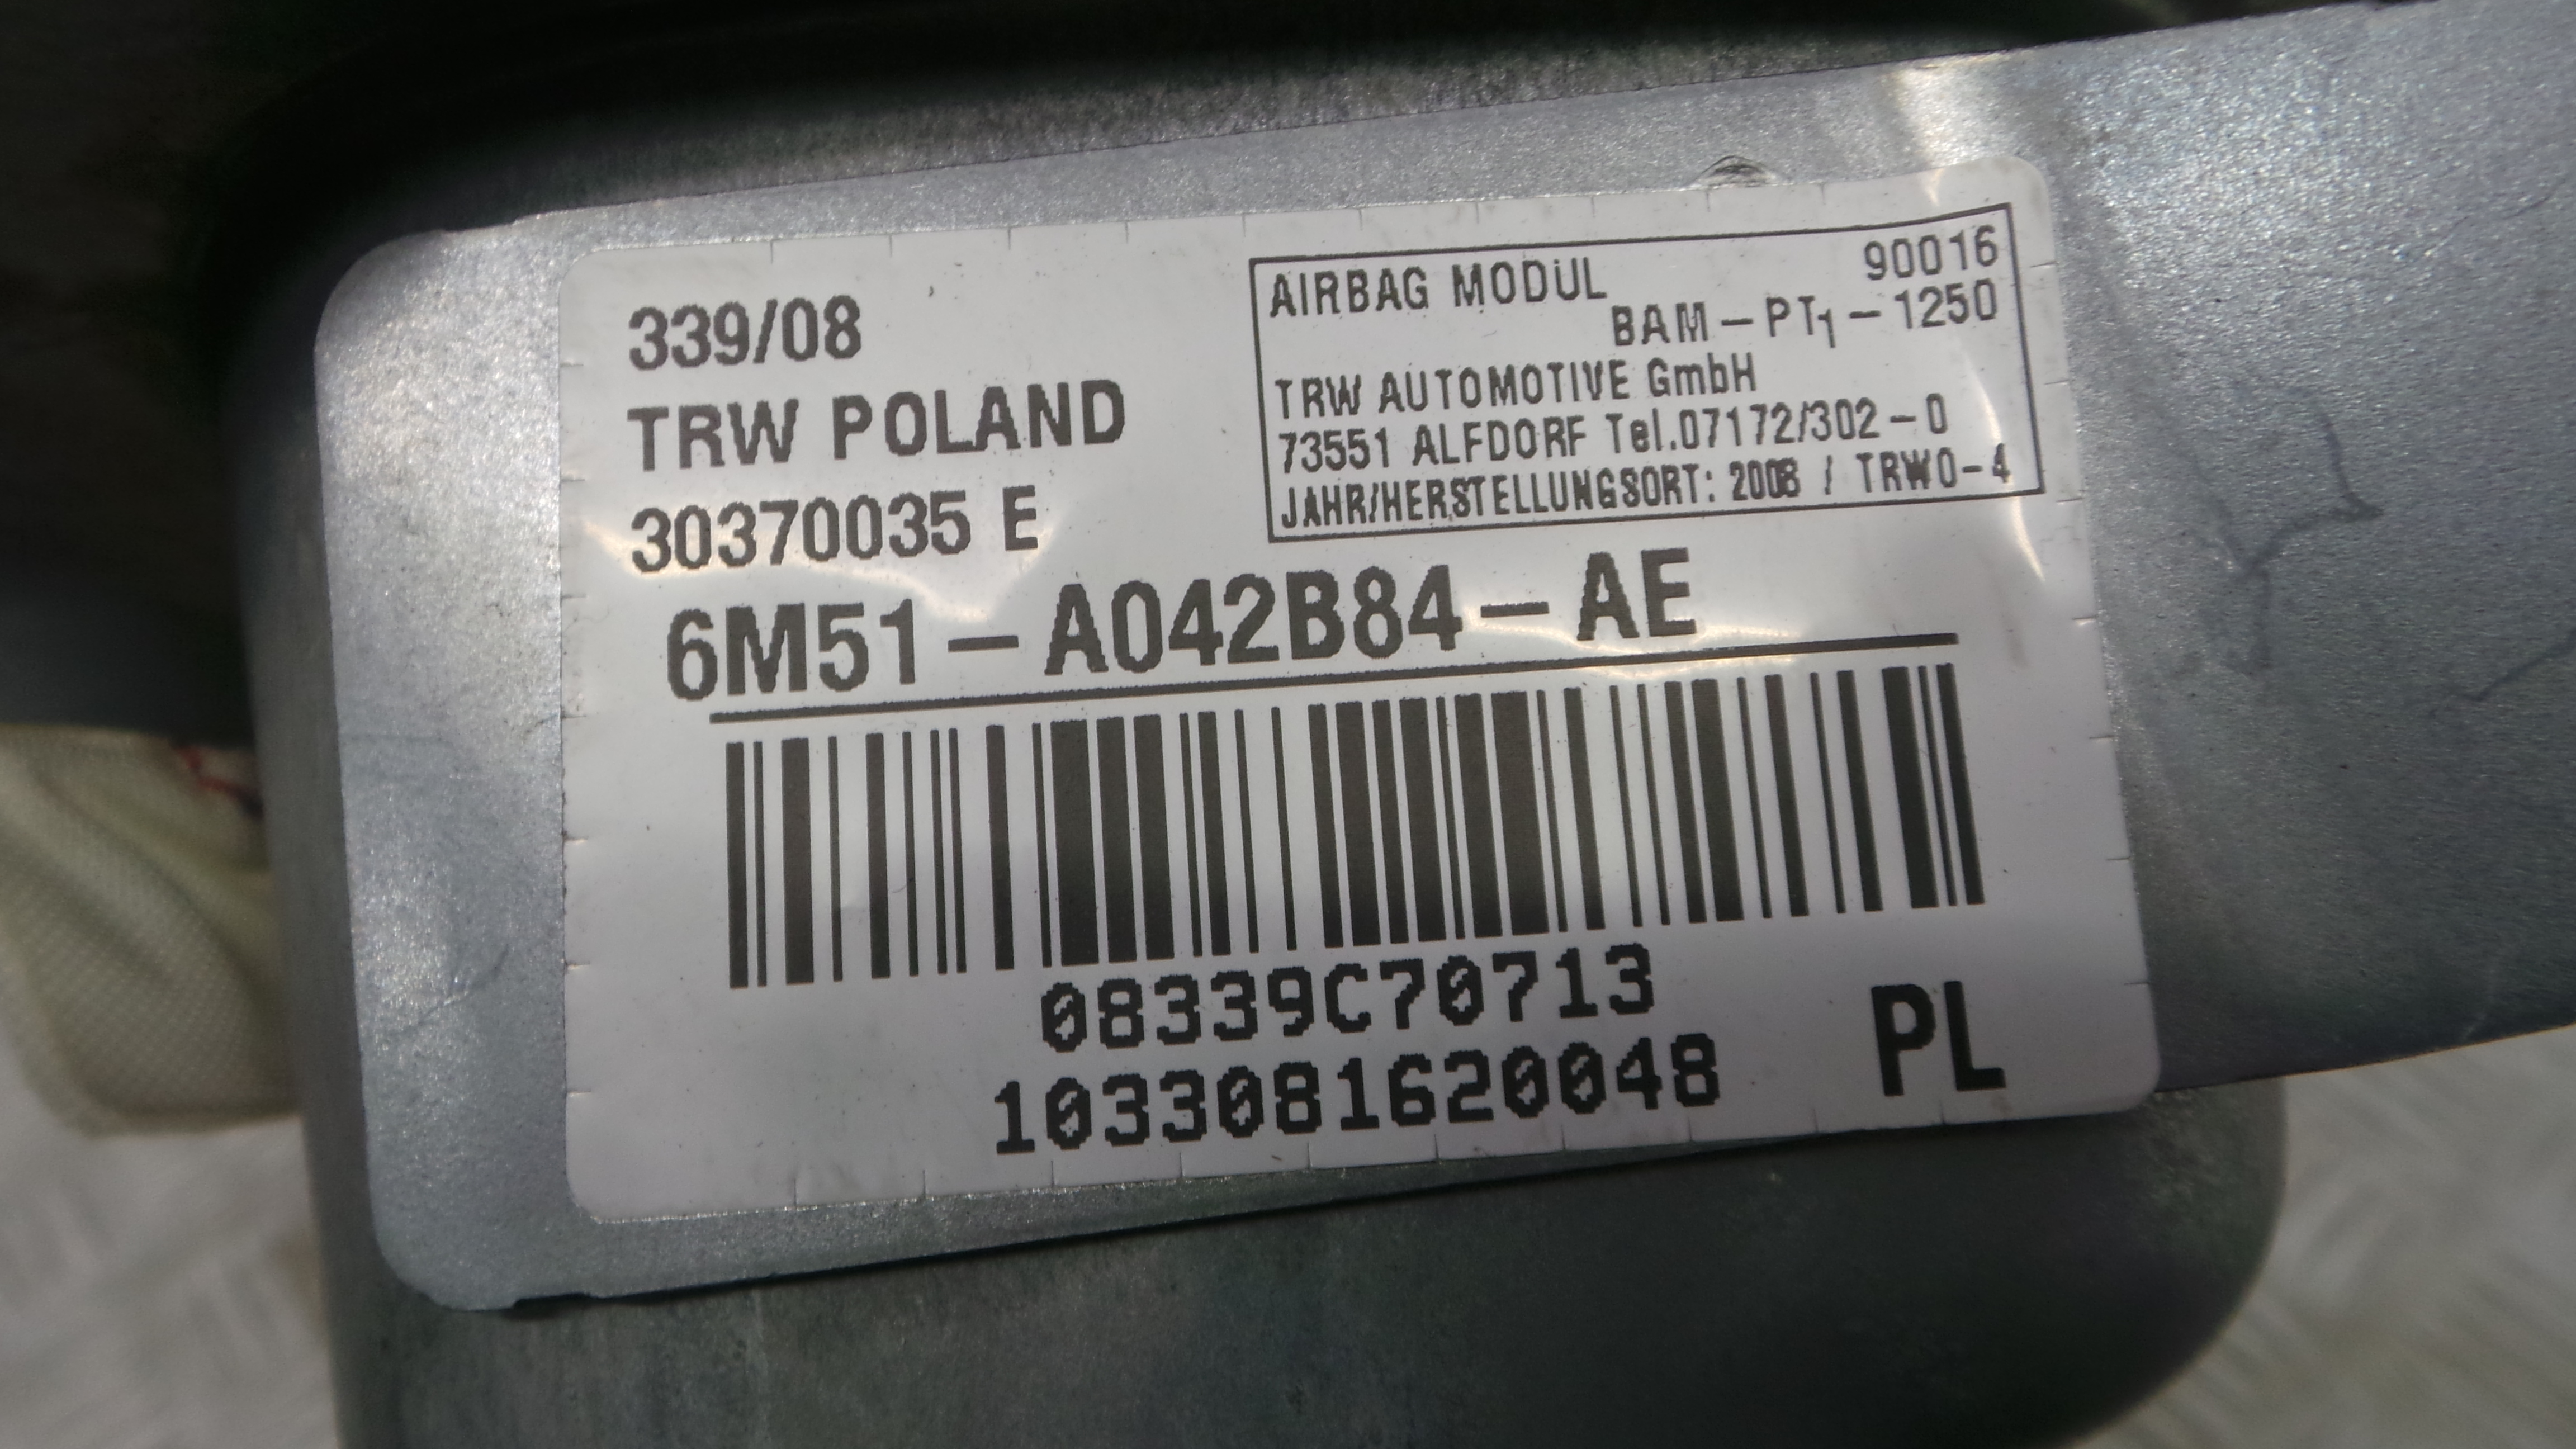 339/08
TRW POLAND
30370035 E
AIRBAG MODUL 90016
BAM-PT1-1250
TRW AUTOMOTIVE GmbH
73551 ALFDORF Tel.07172/302-0
JAHR/HERSTELLUNGSORT: 2008 / TRWO-4
6M51-A042B84-AE
08339C70713
1033081620048
PL